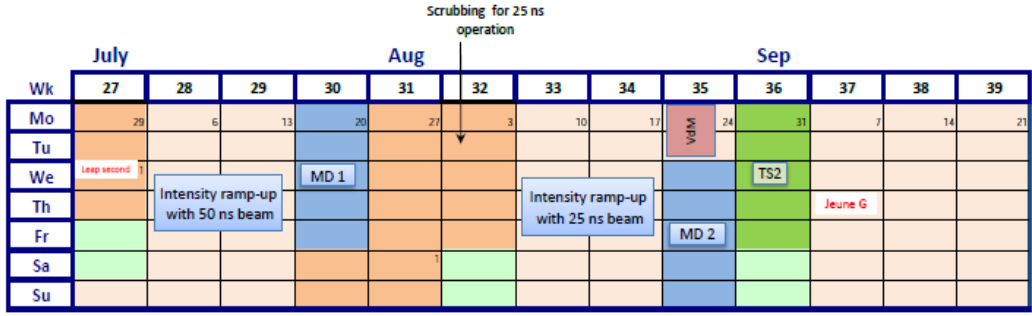 Scrubbing for 25 ns
operation
July Aug Sep
Wk 27 28 29 30 31 32 33 34 35 36 37 38 39
Mo 29 6 13 20 27 3 10 17 VdM 24 31 7 14 21
Tu
We Leap second 1 MD 1 TS2
Intensity ramp-up
with 50 ns beam
Intensity ramp-up
with 25 ns beam
Th Jeune G
Fr MD 2
Sa 1
Su